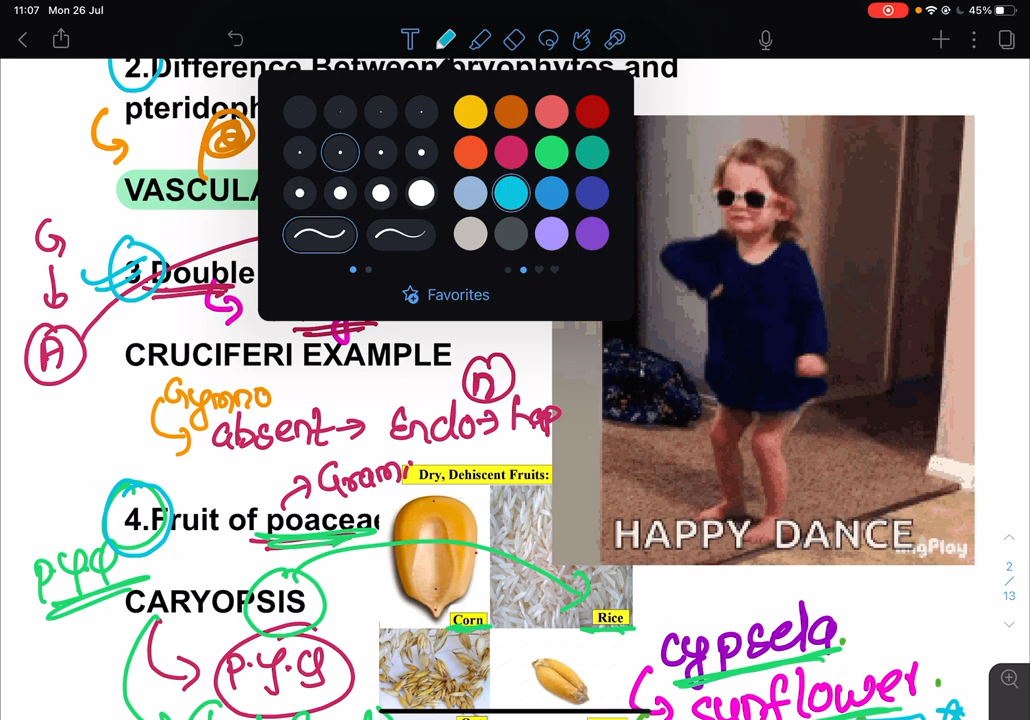 11:07 Mon 26 Jul
45%
2.Difference Between bryophytes and
pteridoph
VASCULA
G
A
3 Double
Favorites
CRUCIFERI EXAMPLE
n
Gymno
absent → Endo → hap
→ Grami
Dry, Dehiscent Fruits:
4.Fruit of poaceae
PYQ
CARYOPSIS
Corn
Rice
P.Y.Q
cypsela
sunflower
HAPPY DANCE
ImgPlay
2
13